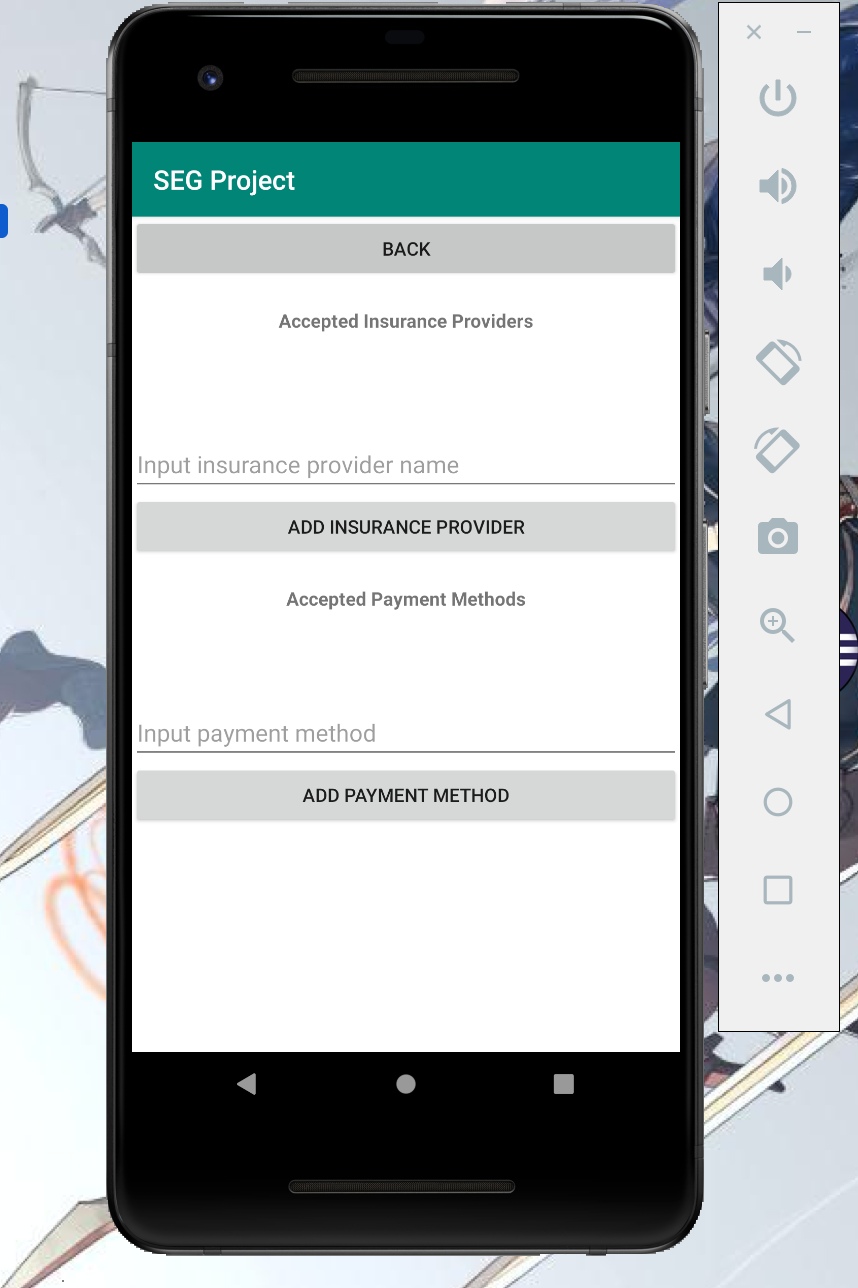 SEG Project
BACK
Accepted Insurance Providers
Input insurance provider name
ADD INSURANCE PROVIDER
Accepted Payment Methods
Input payment method
ADD PAYMENT METHOD